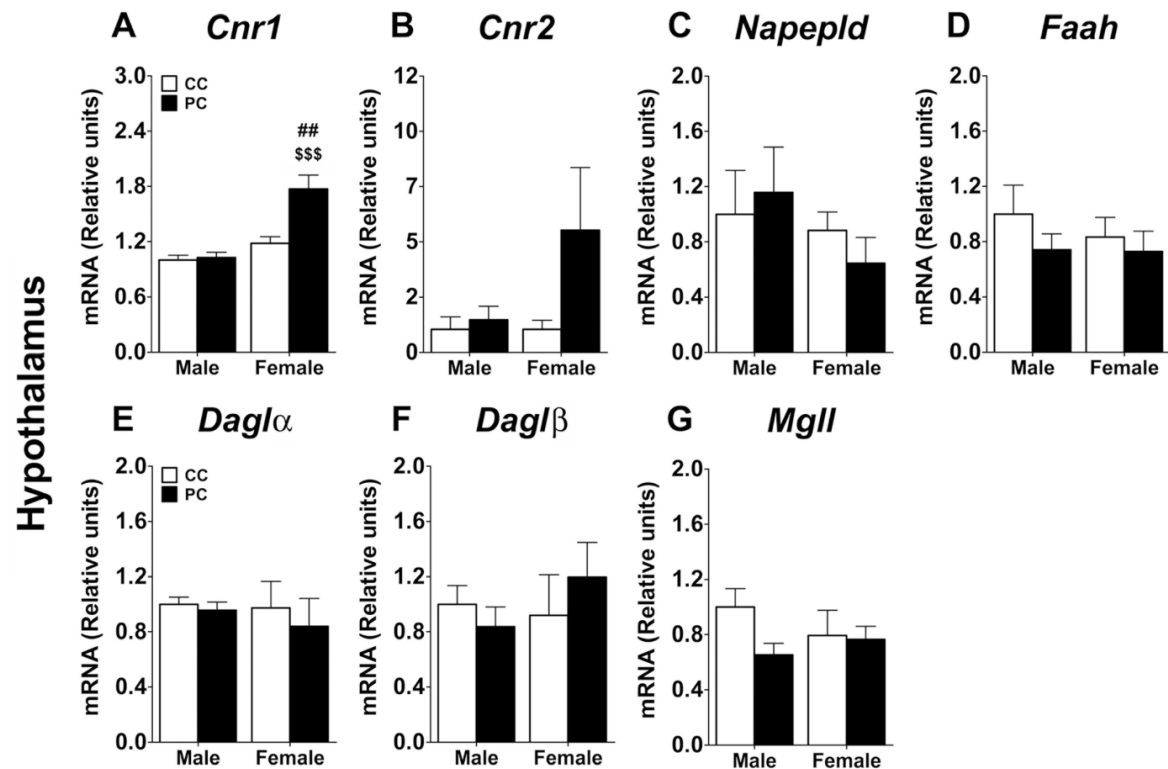 Hypothalamus
A Cnr1
mRNA (Relative units)
3.0
2.4
1.8
1.2
0.6
0.0
CC
PC
##
$$$
Male Female
B Cnr2
mRNA (Relative units)
12
10
7
5
2
0
Male Female
C Napepld
mRNA (Relative units)
2.0
1.6
1.2
0.8
0.4
0.0
Male Female
D Faah
mRNA (Relative units)
2.0
1.6
1.2
0.8
0.4
0.0
Male Female
E Daglα
mRNA (Relative units)
2.0
1.6
1.2
0.8
0.4
0.0
CC
PC
Male Female
F Daglβ
mRNA (Relative units)
2.0
1.6
1.2
0.8
0.4
0.0
Male Female
G Mgll
mRNA (Relative units)
2.0
1.6
1.2
0.8
0.4
0.0
Male Female